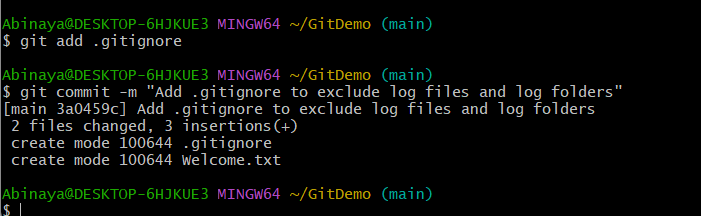 Abinaya@DESKTOP-6HJKUE3 MINGW64 ~/GitDemo (main)
$ git add .gitignore
Abinaya@DESKTOP-6HJKUE3 MINGW64 ~/GitDemo (main)
$ git commit -m "Add .gitignore to exclude log files and log folders"
[main 3a0459c] Add .gitignore to exclude log files and log folders
 2 files changed, 3 insertions(+)
 create mode 100644 .gitignore
 create mode 100644 Welcome.txt
Abinaya@DESKTOP-6HJKUE3 MINGW64 ~/GitDemo (main)
$